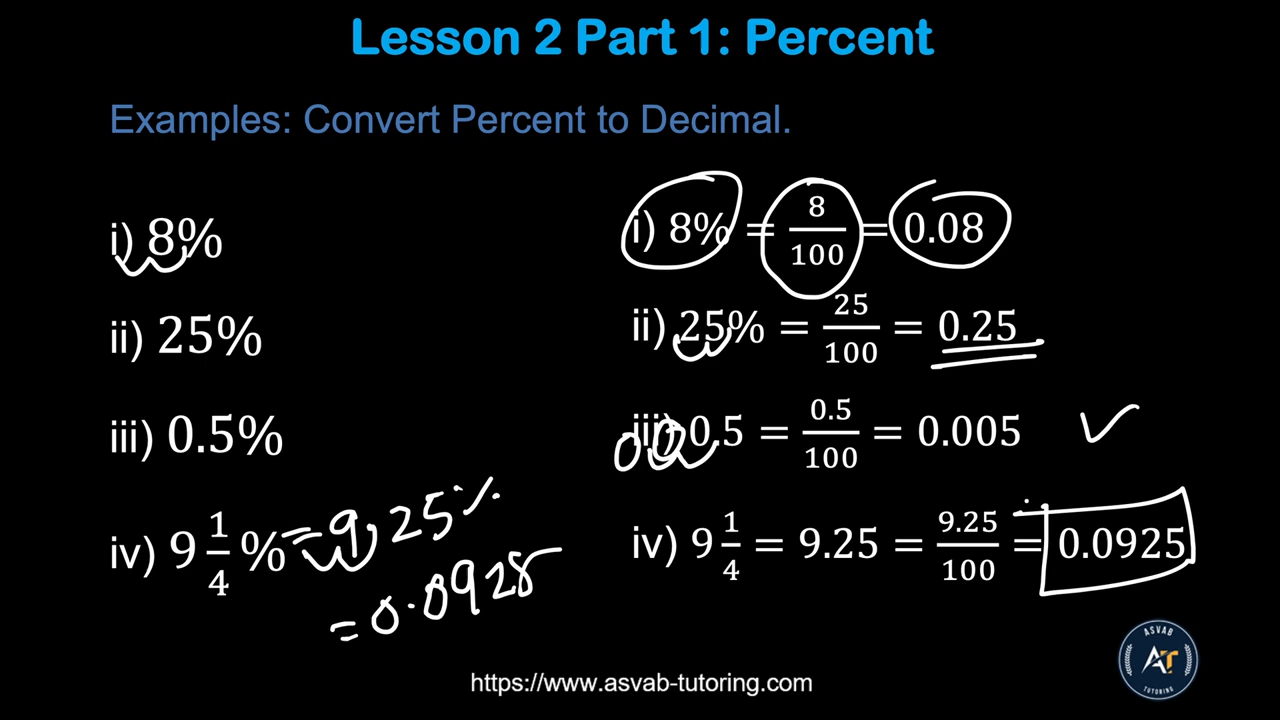 Lesson 2 Part 1: Percent
Examples: Convert Percent to Decimal.
i) 8%
ii) 25%
iii) 0.5%
iv) 9 1/4 % = 9.25%
= 0.0925
i) 8% = 8/100 = 0.08
ii) 25% = 25/100 = 0.25
iii) 0.5 = 0.5/100 = 0.005 ✓
iv) 9 1/4 = 9.25 = 9.25/100 = 0.0925
ASVAB
AT
TUTORING
https://www.asvab-tutoring.com